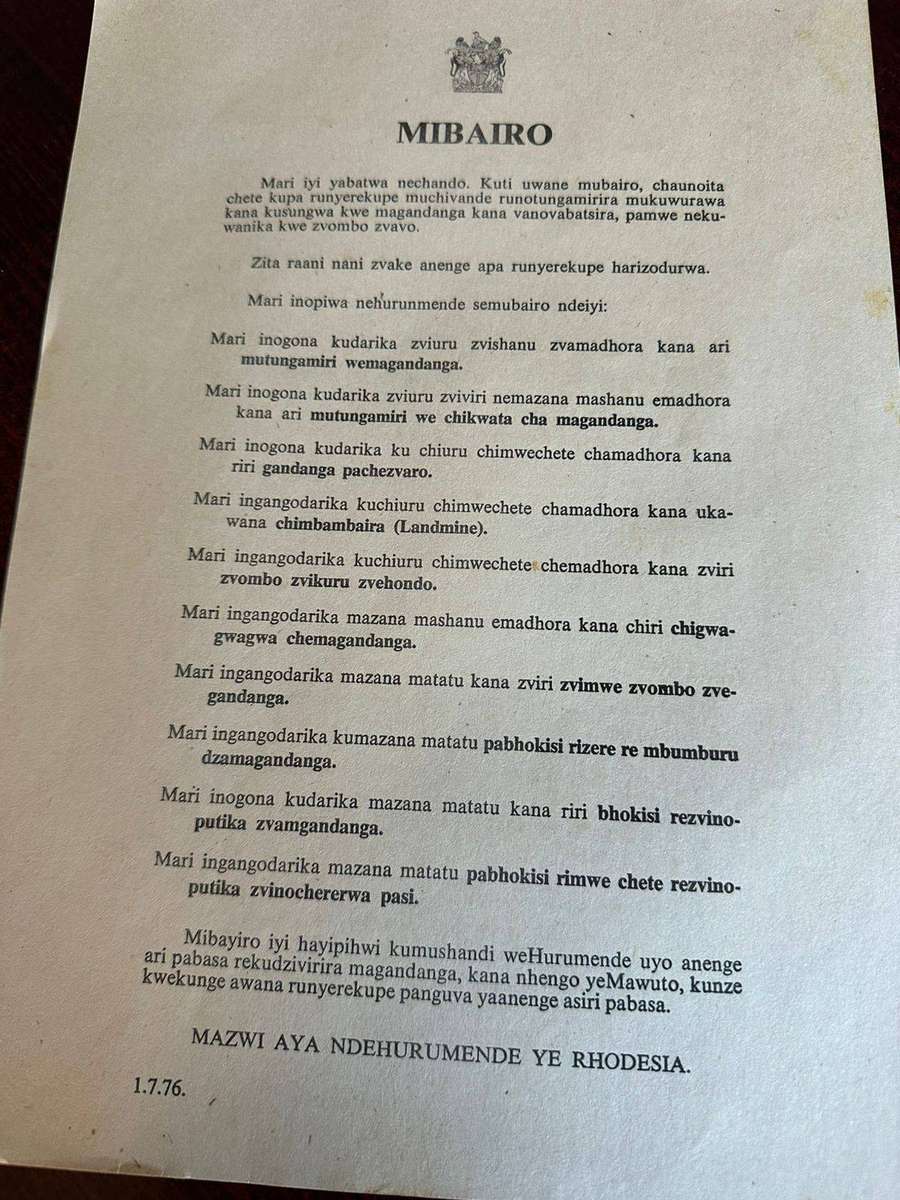 MIBAIRO
Mari iyi yabatwa nechando. Kuti uwane mubairo, chaunoita
chete kupa runyerekupe muchivande runotungamirira mukuwurawa
kana kusungwa kwe magandanga kana vanovabatsira, pamwe neku-
wanika kwe zvombo zvavo.
Zita raani nani zvake anenge apa runyerekupe harizodurwa.
Mari inopiwa nehurunmende semubairo ndeiyi:
Mari inogona kudarika zviuru zvishanu zvamadhora kana ari
mutungamiri wemagandanga.
Mari inogona kudarika zviuru zviviri nemazana mashanu emadhora
kana ari mutungamiri we chikwata cha magandanga.
Mari inogona kudarika ku chiuru chimwechete chamadhora kana
riri gandanga pachezvaro.
Mari ingangodarika kuchiuru chimwechete chamadhora kana uka-
wana chimbambaira (Landmine).
Mari ingangodarika kuchiuru chimwechete chemadhora kana zviri
zvombo zvikuru zvehondo.
Mari ingangodarika mazana mashanu emadhora kana chiri chigwa-
gwagwa chemagandanga.
Mari ingangodarika mazana matatu kana zviri zvimwe zvombo zve-
gandanga.
Mari ingangodarika kumazana matatu pabhokisi rizere re mbumburu
dzamagandanga.
Mari inogona kudarika mazana matatu kana riri bhokisi rezvino-
putika zvamgandanga.
Mari ingangodarika mazana matatu pabhokisi rimwe chete rezvino-
putika zvinochererwa pasi.
Mibayiro iyi hayipihwi kumushandi weHurumende uyo anenge
ari pabasa rekudzivirira magandanga, kana nhengo yeMawuto, kunze
kwekunge awana runyerekupe panguva yaanenge asiri pabasa.
MAZWI AYA NDEHURUMENDE YE RHODESIA.
1.7.76.